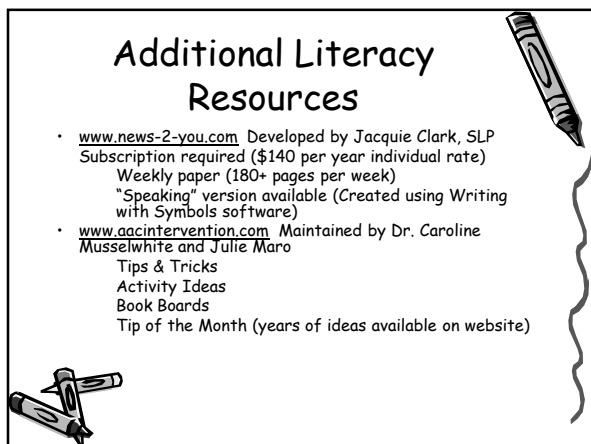 Additional Literacy
Resources
• www.news-2-you.com Developed by Jacquie Clark, SLP
Subscription required ($140 per year individual rate)
Weekly paper (180+ pages per week)
“Speaking” version available (Created using Writing
with Symbols software)
• www.aacintervention.com Maintained by Dr. Caroline
Musselwhite and Julie Maro
Tips & Tricks
Activity Ideas
Book Boards
Tip of the Month (years of ideas available on website)